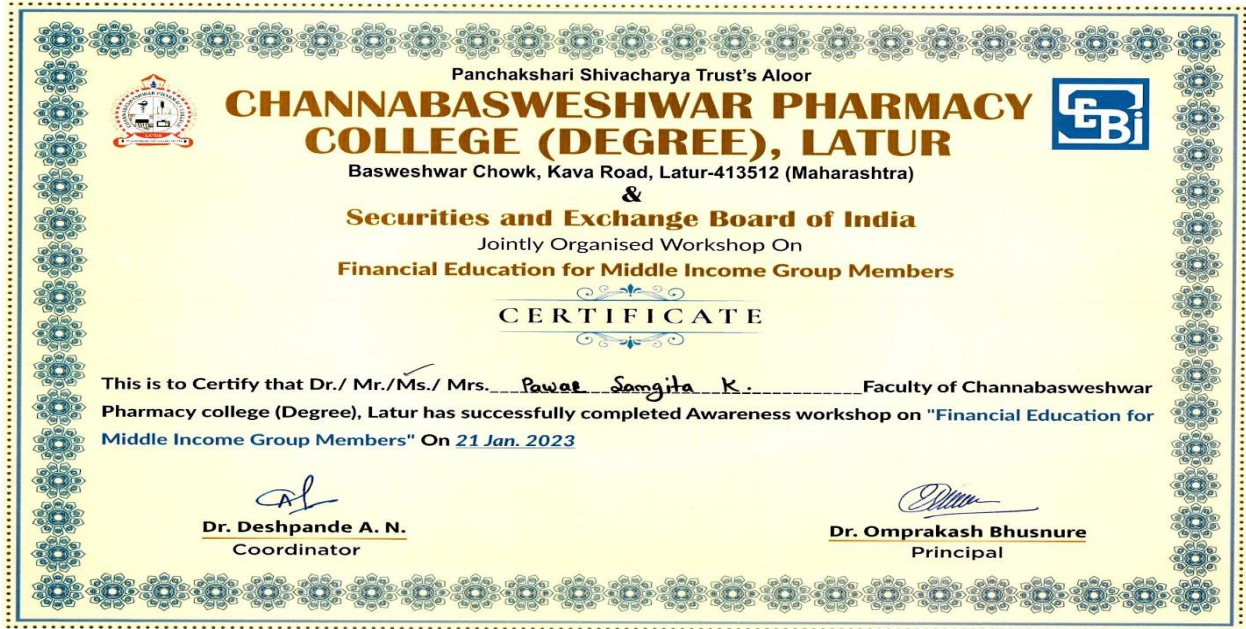 Panchakshari Shivacharya Trust's Aloor
CHANNABASWESHWAR PHARMACY
COLLEGE (DEGREE), LATUR
LATUR
SEBi
Basweshwar Chowk, Kava Road, Latur-413512 (Maharashtra)
&
Securities and Exchange Board of India
Jointly Organised Workshop On
Financial Education for Middle Income Group Members
CERTIFICATE
This is to Certify that Dr./ Mr./Ms./ Mrs. Pawar Sangita K. Faculty of Channabasweshwar
Pharmacy college (Degree), Latur has successfully completed Awareness workshop on "Financial Education for
Middle Income Group Members" On 21 Jan. 2023
Dr. Deshpande A. N.
Coordinator
Dr. Omprakash Bhusnure
Principal